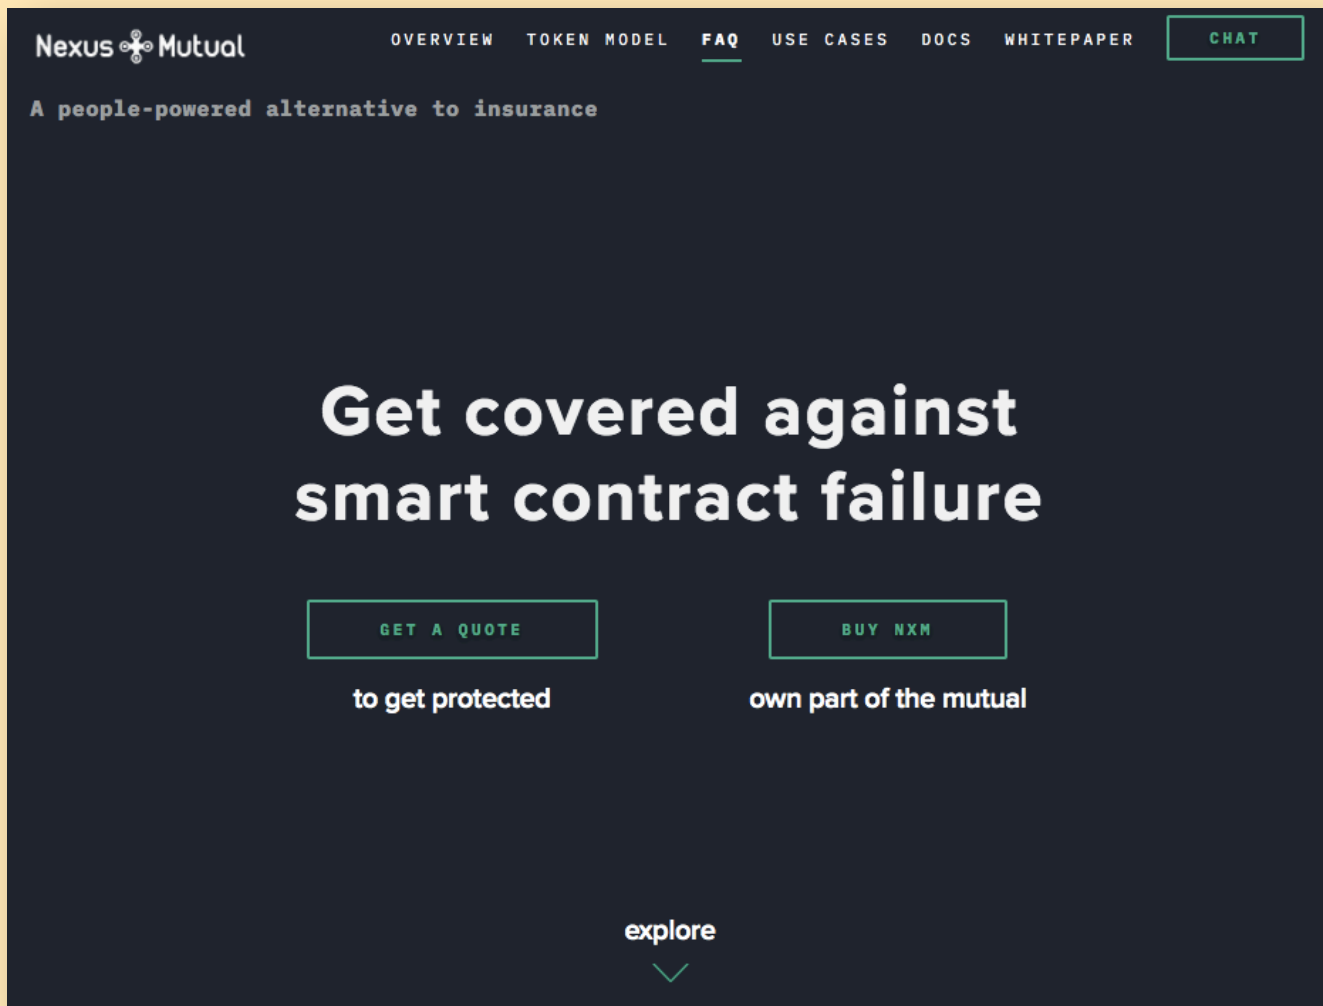 Nexus Mutual
OVERVIEW TOKEN MODEL FAQ USE CASES DOCS WHITEPAPER CHAT
A people-powered alternative to insurance
Get covered against
smart contract failure
GET A QUOTE BUY NXM
to get protected own part of the mutual
explore